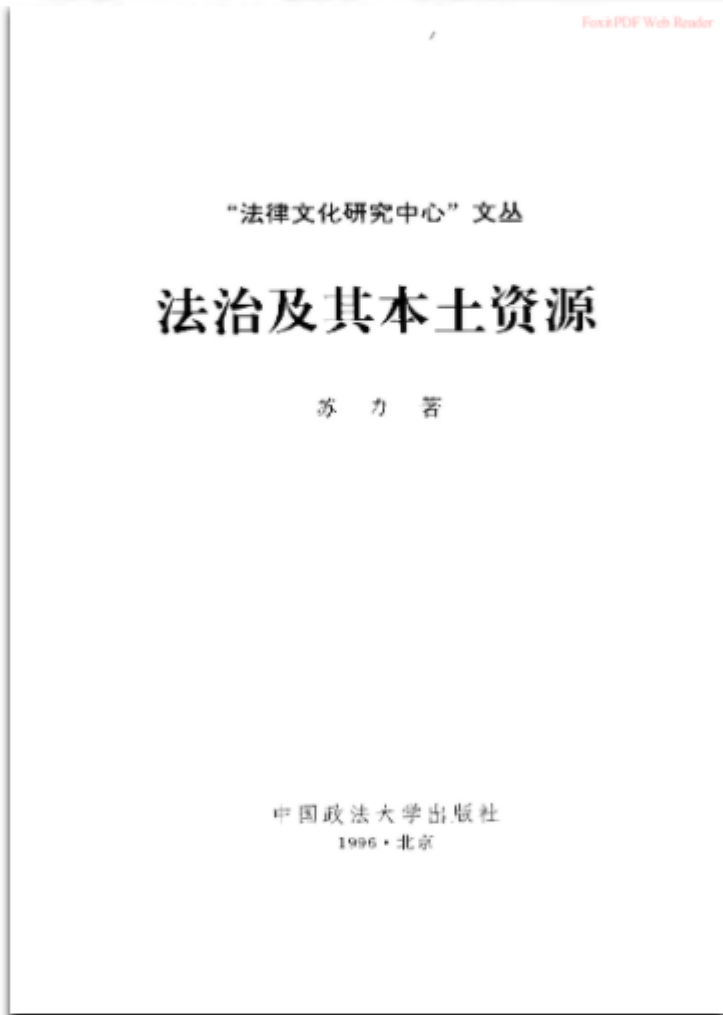 Foxit PDF Web Reader
“法律文化研究中心”文丛
法治及其本土资源
苏 力 著
中国政法大学出版社
1996·北京